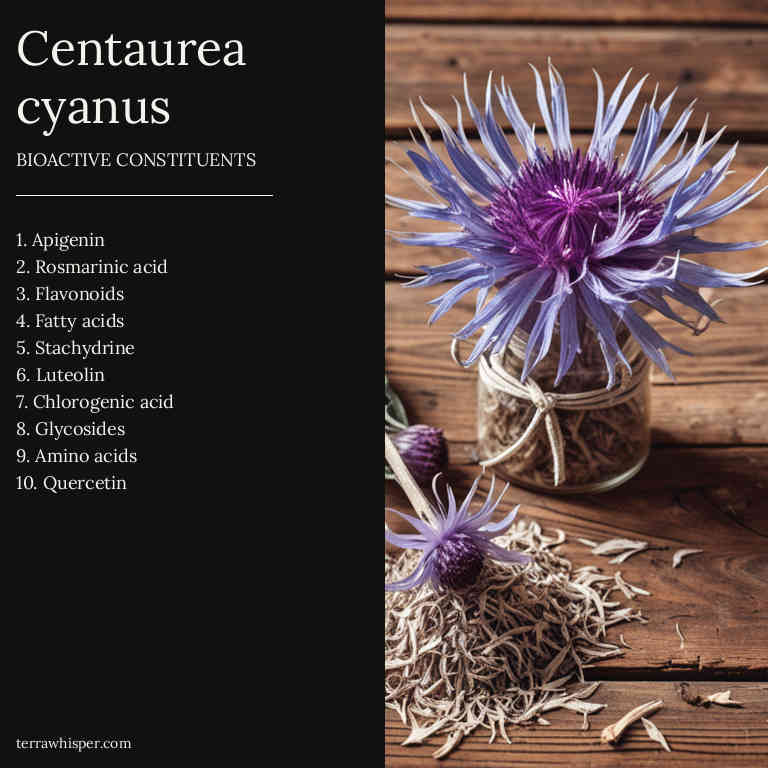 Centaurea
cyanus
BIOACTIVE CONSTITUENTS
1. Apigenin
2. Rosmarinic acid
3. Flavonoids
4. Fatty acids
5. Stachydrine
6. Luteolin
7. Chlorogenic acid
8. Glycosides
9. Amino acids
10. Quercetin
terrawhisper.com